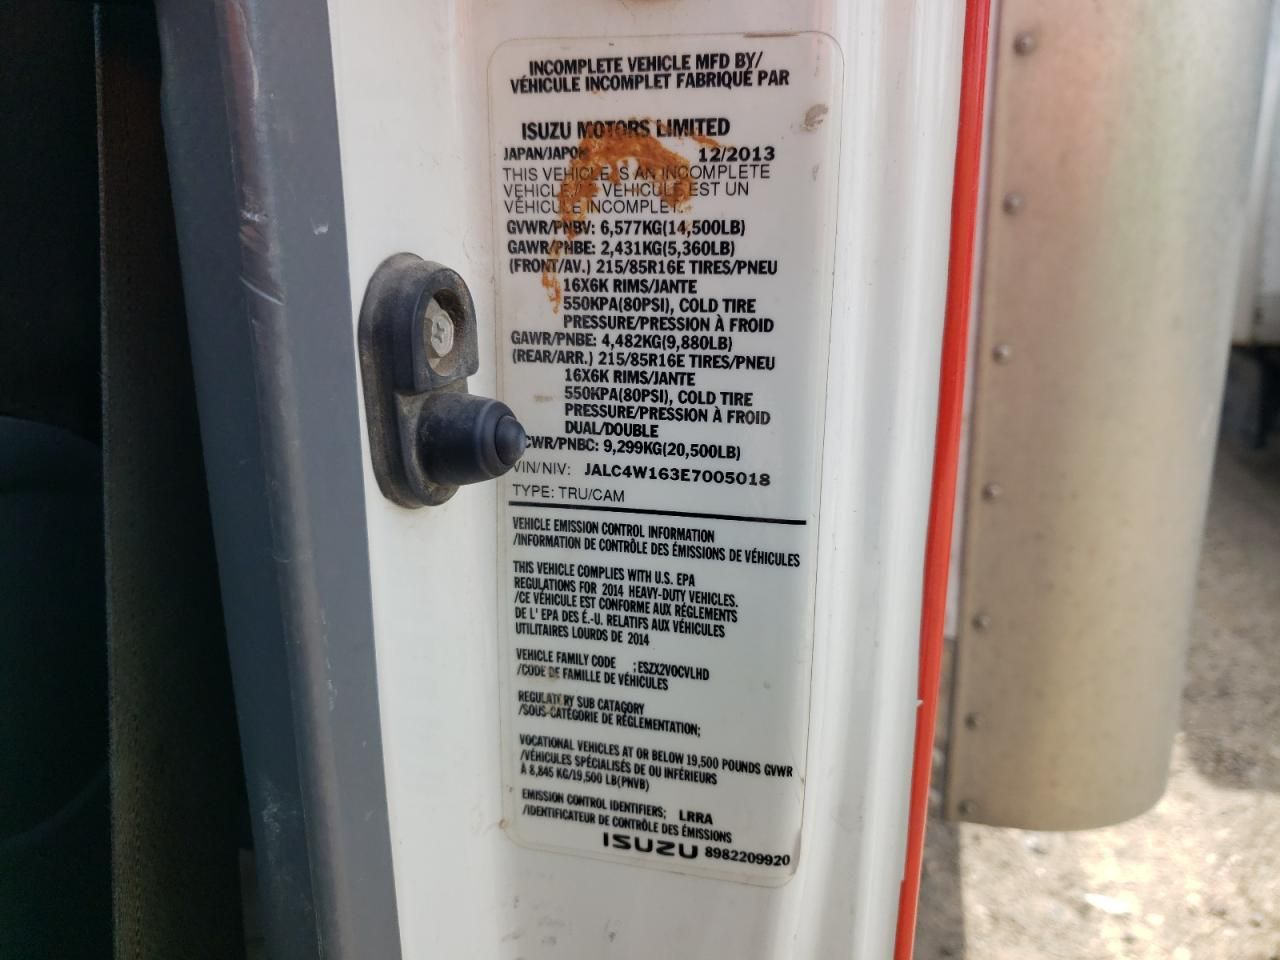 INCOMPLETE VEHICLE MFD BY/
VÉHICULE INCOMPLET FABRIQUÉ PAR
ISUZU MOTORS LIMITED
JAPAN/JAPON 12/2013
THIS VEHICLE IS AN INCOMPLETE
VEHICLE/CE VEHICULE EST UN
VÉHICULE INCOMPLET.
GVWR/PNBV: 6,577KG(14,500LB)
GAWR/PNBE: 2,431KG(5,360LB)
(FRONT/AV.) 215/85R16E TIRES/PNEU
16X6K RIMS/JANTE
550KPA(80PSI), COLD TIRE
PRESSURE/PRESSION À FROID
GAWR/PNBE: 4,482KG(9,880LB)
(REAR/ARR.) 215/85R16E TIRES/PNEU
16X6K RIMS/JANTE
550KPA(80PSI), COLD TIRE
PRESSURE/PRESSION À FROID
DUAL/DOUBLE
CWR/PNBC: 9,299KG(20,500LB)
VIN/NIV: JALC4W163E7005018
TYPE: TRU/CAM
VEHICLE EMISSION CONTROL INFORMATION
/INFORMATION DE CONTRÔLE DES ÉMISSIONS DE VÉHICULES
THIS VEHICLE COMPLIES WITH U.S. EPA
REGULATIONS FOR 2014 HEAVY-DUTY VEHICLES.
/CE VÉHICULE EST CONFORME AUX RÉGLEMENTS
DE L' EPA DES É.-U. RELATIFS AUX VÉHICULES
UTILITAIRES LOURDS DE 2014
VEHICLE FAMILY CODE ;ESZX2VOCVLHD
/CODE DE FAMILLE DE VÉHICULES
REGULATERY SUB CATAGORY
/SOUS-CATÉGORIE DE RÉGLEMENTATION;
VOCATIONAL VEHICLES AT OR BELOW 19,500 POUNDS GVWR
/VÉHICULES SPÉCIALISÉS DE OU INFÉRIEURS
À 8,845 KG/19,500 LB(PNVB)
EMISSION CONTROL IDENTIFIERS; LRRA
/IDENTIFICATEUR DE CONTRÔLE DES ÉMISSIONS
ISUZU 8982209920